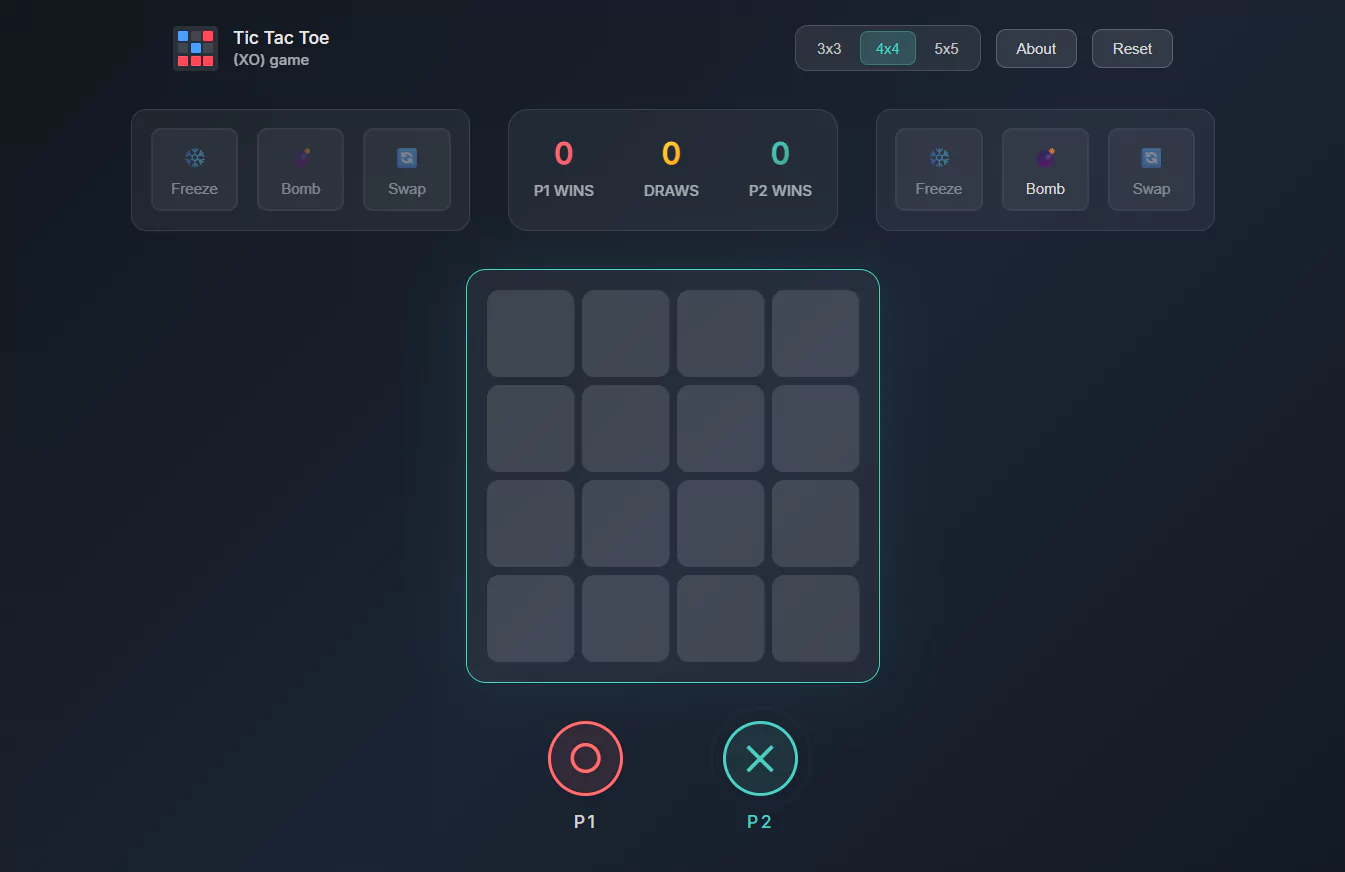 Tic Tac Toe
(XO) game
3x3 4x4 5x5 About Reset
Freeze Bomb Swap
0 0 0
P1 WINS DRAWS P2 WINS
Freeze Bomb Swap
P1 P2